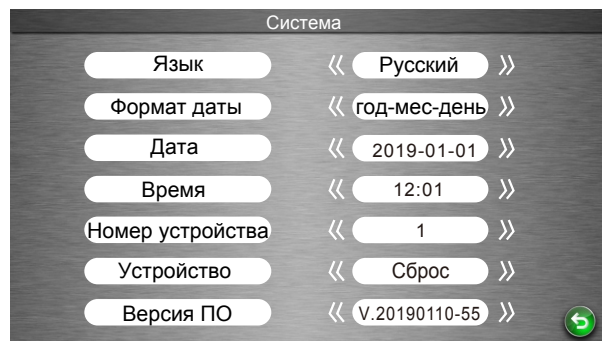 Система
Язык « Русский »
Формат даты « год-мес-день »
Дата « 2019-01-01 »
Время « 12:01 »
Номер устройства « 1 »
Устройство « Сброс »
Версия ПО « V.20190110-55 »